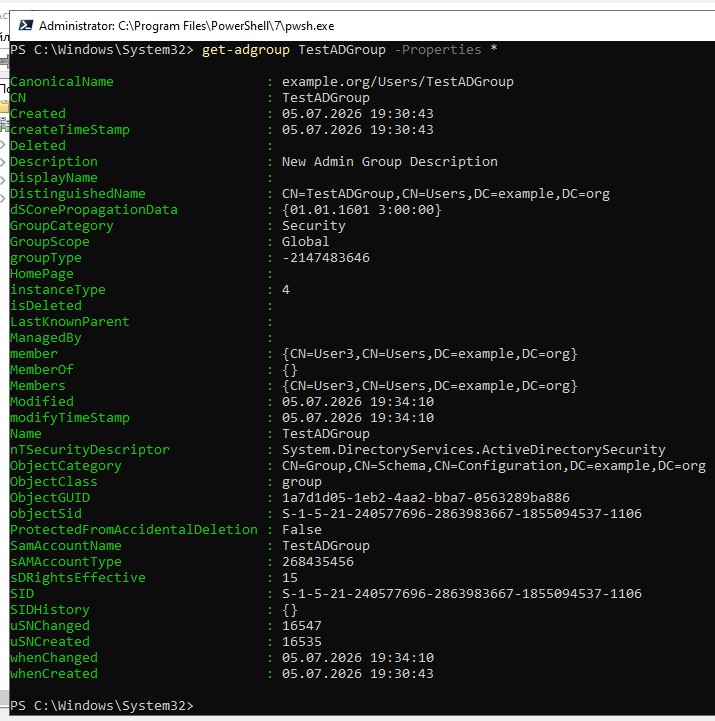 Administrator: C:\Program Files\PowerShell\7\pwsh.exe
PS C:\Windows\System32> get-adgroup TestADGroup -Properties *
CanonicalName : example.org/Users/TestADGroup
CN : TestADGroup
Created : 05.07.2026 19:30:43
createTimeStamp : 05.07.2026 19:30:43
Deleted :
Description : New Admin Group Description
DisplayName :
DistinguishedName : CN=TestADGroup,CN=Users,DC=example,DC=org
dSCorePropagationData : {01.01.1601 3:00:00}
GroupCategory : Security
GroupScope : Global
groupType : -2147483646
HomePage :
instanceType : 4
isDeleted :
LastKnownParent :
ManagedBy :
member : {CN=User3,CN=Users,DC=example,DC=org}
MemberOf : {}
Members : {CN=User3,CN=Users,DC=example,DC=org}
Modified : 05.07.2026 19:34:10
modifyTimeStamp : 05.07.2026 19:34:10
Name : TestADGroup
nTSecurityDescriptor : System.DirectoryServices.ActiveDirectorySecurity
ObjectCategory : CN=Group,CN=Schema,CN=Configuration,DC=example,DC=org
ObjectClass : group
ObjectGUID : 1a7d1d05-1eb2-4aa2-bba7-0563289ba886
objectSid : S-1-5-21-240577696-2863983667-1855094537-1106
ProtectedFromAccidentalDeletion : False
SamAccountName : TestADGroup
sAMAccountType : 268435456
sDRightsEffective : 15
SID : S-1-5-21-240577696-2863983667-1855094537-1106
SIDHistory : {}
uSNChanged : 16547
uSNCreated : 16535
whenChanged : 05.07.2026 19:34:10
whenCreated : 05.07.2026 19:30:43
PS C:\Windows\System32>